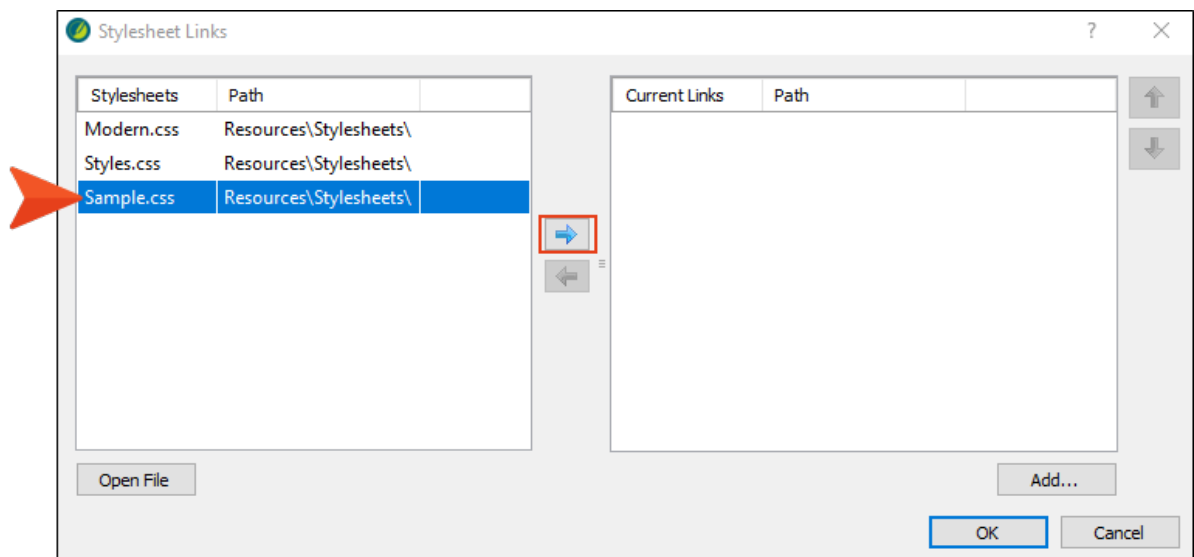 Stylesheet Links
?
Stylesheets Path
Modern.css Resources\Stylesheets\
Styles.css Resources\Stylesheets\
Sample.css Resources\Stylesheets\
Current Links Path
Open File
Add...
OK Cancel